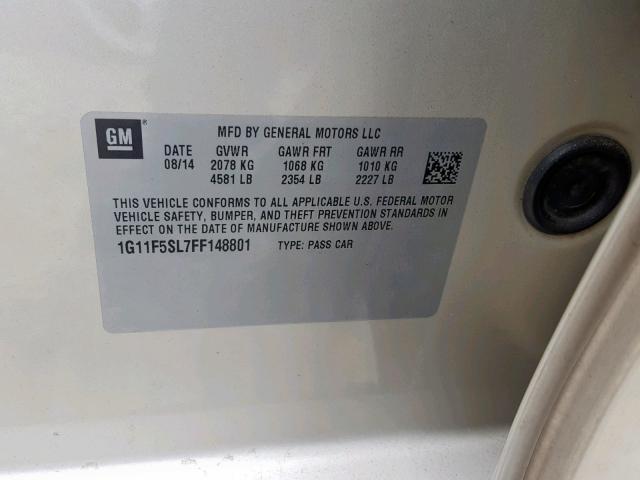 GM ®
MFD BY GENERAL MOTORS LLC
DATE GVWR GAWR FRT GAWR RR
08/14 2078 KG 1068 KG 1010 KG
4581 LB 2354 LB 2227 LB
THIS VEHICLE CONFORMS TO ALL APPLICABLE U.S. FEDERAL MOTOR
VEHICLE SAFETY, BUMPER, AND THEFT PREVENTION STANDARDS IN
EFFECT ON THE DATE OF MANUFACTURE SHOWN ABOVE.
1G11F5SL7FF148801 TYPE: PASS CAR